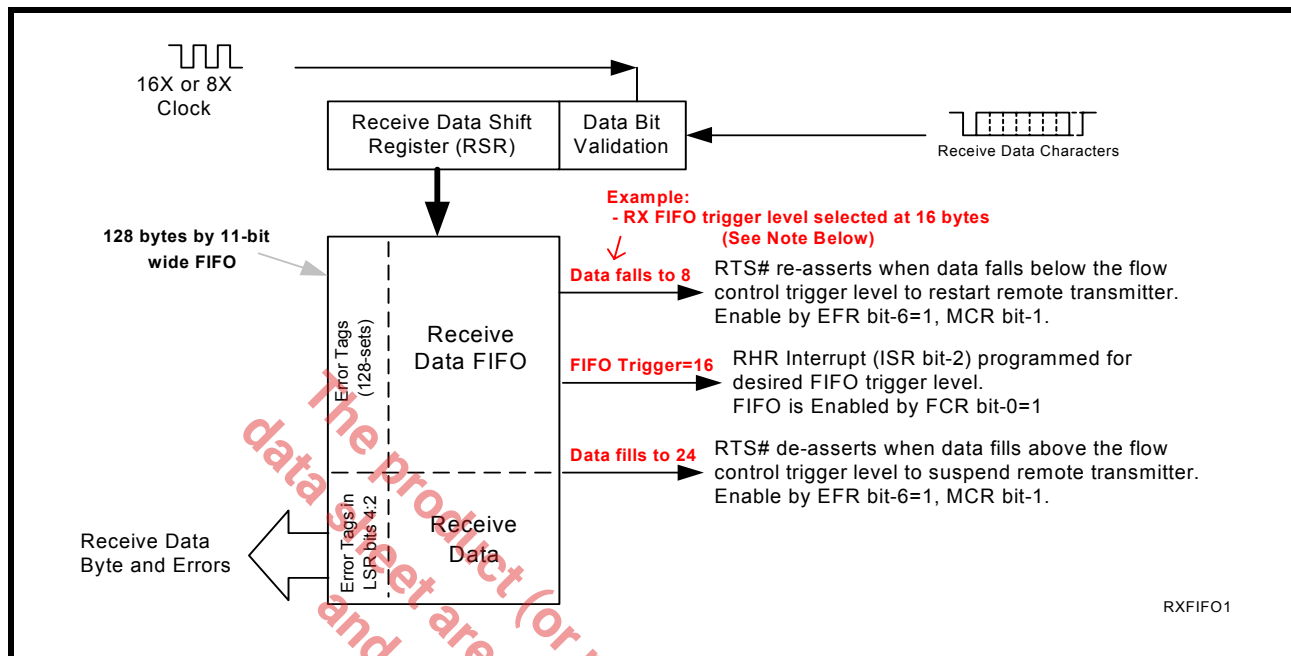 16X or 8X
Clock
Receive Data Shift
Register (RSR)
Data Bit
Validation
Receive Data Characters
Example:
- RX FIFO trigger level selected at 16 bytes
(See Note Below)
128 bytes by 11-bit
wide FIFO
Data falls to 8
RTS# re-asserts when data falls below the flow
control trigger level to restart remote transmitter.
Enable by EFR bit-6=1, MCR bit-1.
Error Tags
(128-sets)
Receive
Data FIFO
FIFO Trigger=16
RHR Interrupt (ISR bit-2) programmed for
desired FIFO trigger level.
FIFO is Enabled by FCR bit-0=1
Data fills to 24
RTS# de-asserts when data fills above the flow
control trigger level to suspend remote transmitter.
Enable by EFR bit-6=1, MCR bit-1.
Error Tags in
LSR bits 4:2
Receive
Data
Receive Data
Byte and Errors
RXFIFO1
The product (or
data sheet are
and